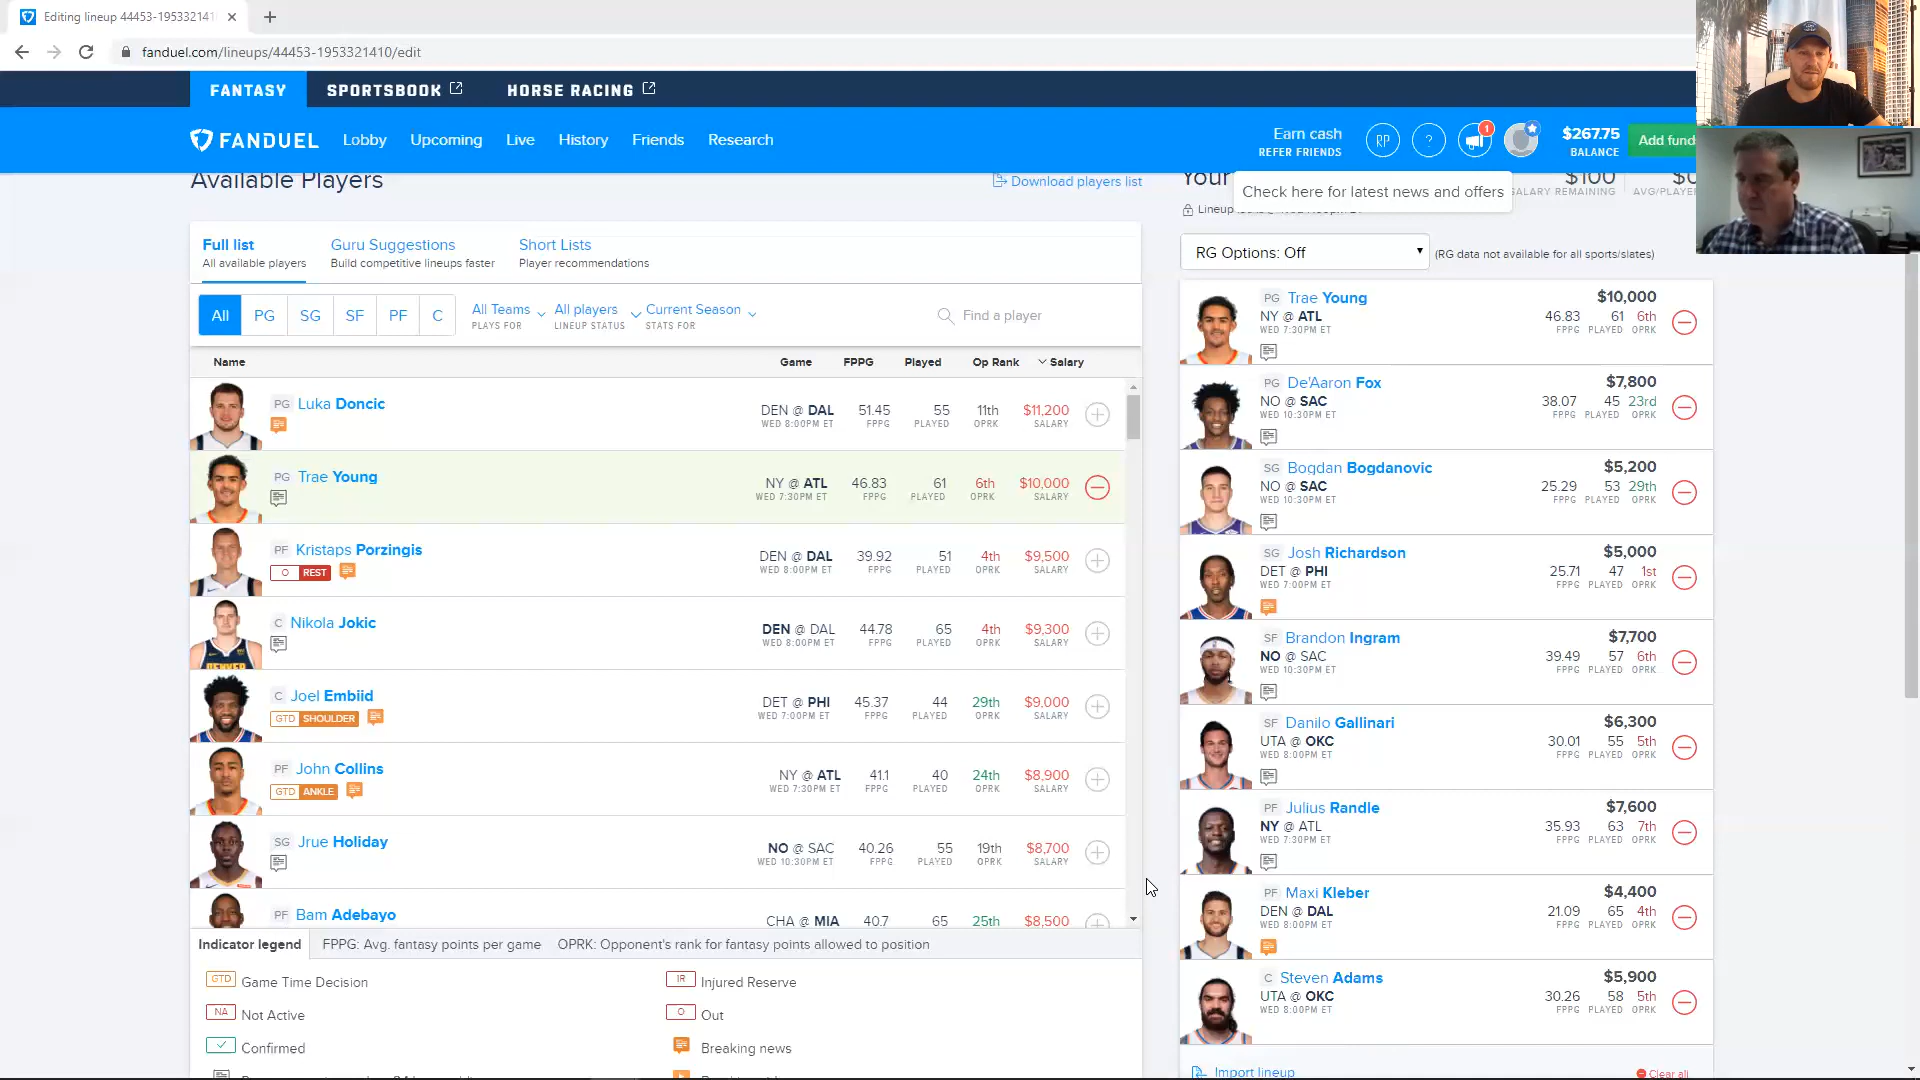 Editing lineup 44453-1953321410
fanduel.com/lineups/44453-1953321410/edit
FANTASY
SPORTSBOOK
HORSE RACING
FANDUEL
Lobby
Upcoming
Live
History
Friends
Research
Earn cash
REFER FRIENDS
RP
?
1
$267.75
BALANCE
Add fund
Available Players
Download players list
Your
Check here for latest news and offers
$100
SALARY REMAINING
AVG/PLAYER
Lineup
RG Options: Off
(RG data not available for all sports/slates)
Full list
All available players
Guru Suggestions
Build competitive lineups faster
Short Lists
Player recommendations
All
PG
SG
SF
PF
C
All Teams
PLAYS FOR
All players
LINEUP STATUS
Current Season
STATS FOR
Find a player
Name Game FPPG Played Op Rank Salary
PG Luka Doncic
DEN @ DAL 51.45 55 11th $11,200
WED 8:00PM ET FPPG PLAYED OPRK SALARY
PG Trae Young
NY @ ATL 46.83 61 6th $10,000
WED 7:30PM ET FPPG PLAYED OPRK SALARY
PF Kristaps Porzingis
O REST
DEN @ DAL 39.92 51 4th $9,500
WED 8:00PM ET FPPG PLAYED OPRK SALARY
C Nikola Jokic
DEN @ DAL 44.78 65 4th $9,300
WED 8:00PM ET FPPG PLAYED OPRK SALARY
C Joel Embiid
GTD SHOULDER
DET @ PHI 45.37 44 29th $9,000
WED 7:00PM ET FPPG PLAYED OPRK SALARY
PF John Collins
GTD ANKLE
NY @ ATL 41.1 40 24th $8,900
WED 7:30PM ET FPPG PLAYED OPRK SALARY
SG Jrue Holiday
NO @ SAC 40.26 55 19th $8,700
WED 10:30PM ET FPPG PLAYED OPRK SALARY
PF Bam Adebayo
CHA @ MIA 40.7 65 25th $8,500
Indicator legend
FPPG: Avg. fantasy points per game
OPRK: Opponent's rank for fantasy points allowed to position
GTD Game Time Decision
IR Injured Reserve
NA Not Active
O Out
Confirmed
Breaking news
PG Trae Young $10,000
NY @ ATL 46.83 61 6th
WED 7:30PM ET FPPG PLAYED OPRK
PG De'Aaron Fox $7,800
NO @ SAC 38.07 45 23rd
WED 10:30PM ET FPPG PLAYED OPRK
SG Bogdan Bogdanovic $5,200
NO @ SAC 25.29 53 29th
WED 10:30PM ET FPPG PLAYED OPRK
SG Josh Richardson $5,000
DET @ PHI 25.71 47 1st
WED 7:00PM ET FPPG PLAYED OPRK
SF Brandon Ingram $7,700
NO @ SAC 39.49 57 6th
WED 10:30PM ET FPPG PLAYED OPRK
SF Danilo Gallinari $6,300
UTA @ OKC 30.01 55 5th
WED 8:00PM ET FPPG PLAYED OPRK
PF Julius Randle $7,600
NY @ ATL 35.93 63 7th
WED 7:30PM ET FPPG PLAYED OPRK
PF Maxi Kleber $4,400
DEN @ DAL 21.09 65 4th
WED 8:00PM ET FPPG PLAYED OPRK
C Steven Adams $5,900
UTA @ OKC 30.26 58 5th
WED 8:00PM ET FPPG PLAYED OPRK
Import lineup
Clear all